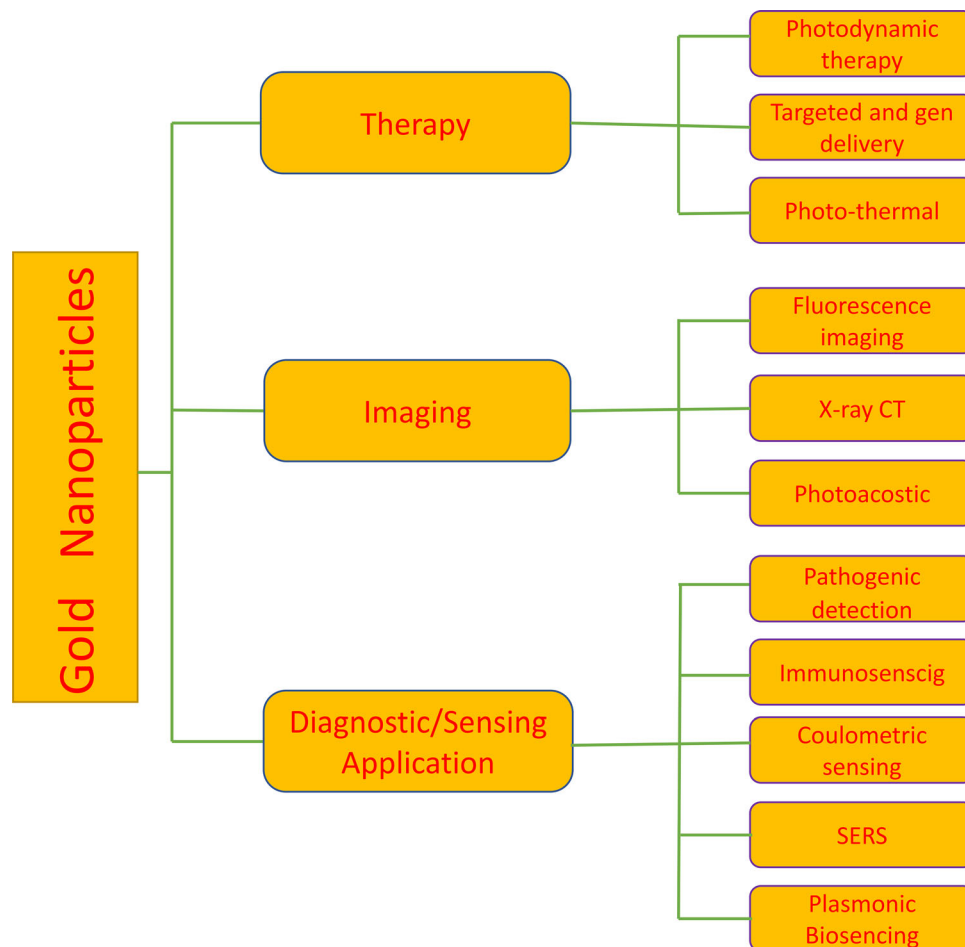 Gold Nanoparticles
Therapy
Photodynamic
therapy
Targeted and gen
delivery
Photo-thermal
Imaging
Fluorescence
imaging
X-ray CT
Photoacostic
Diagnostic/Sensing
Application
Pathogenic
detection
Immunosenscig
Coulometric
sensing
SERS
Plasmonic
Biosencing